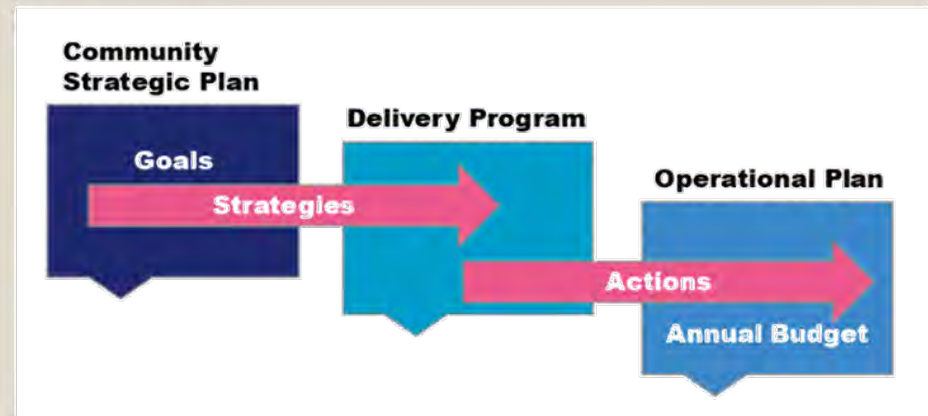 Community
Strategic Plan
Goals
Strategies
Delivery Program
Actions
Operational Plan
Annual Budget